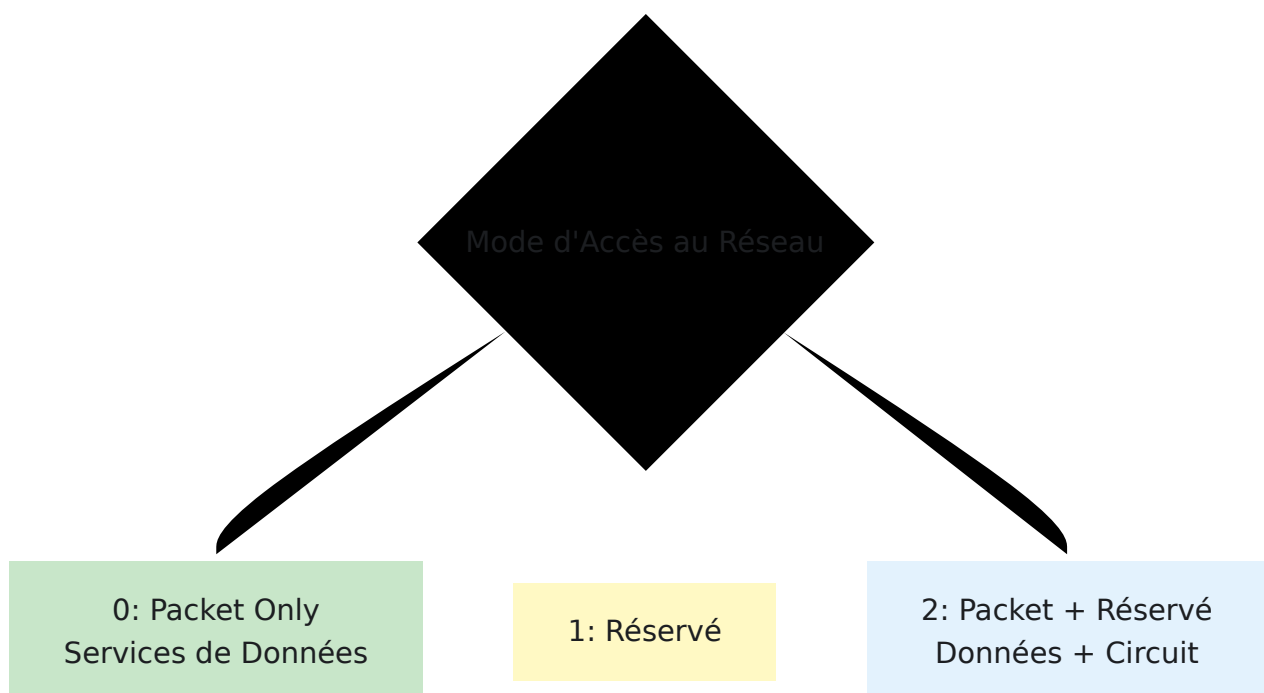 Mode d'Accès au Réseau
0: Packet Only
Services de Données
1: Réservé
2: Packet + Réservé
Données + Circuit